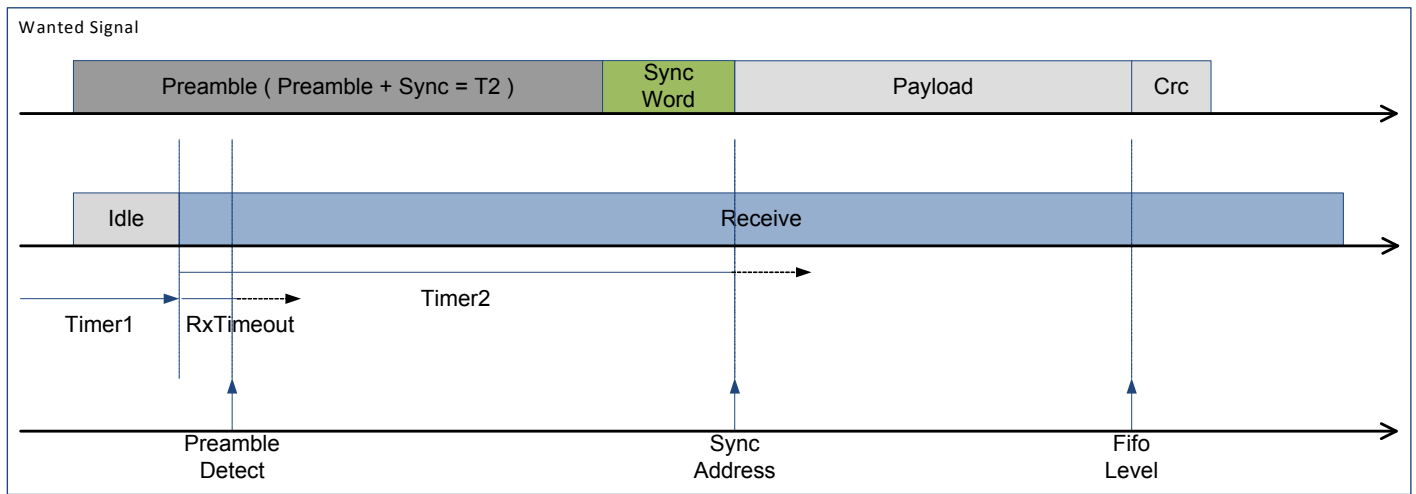 Wanted Signal
Preamble ( Preamble + Sync = T2 )
Sync
Word
Payload
Crc
Idle
Receive
Timer2
Timer1
RxTimeout
Preamble
Detect
Sync
Address
Fifo
Level